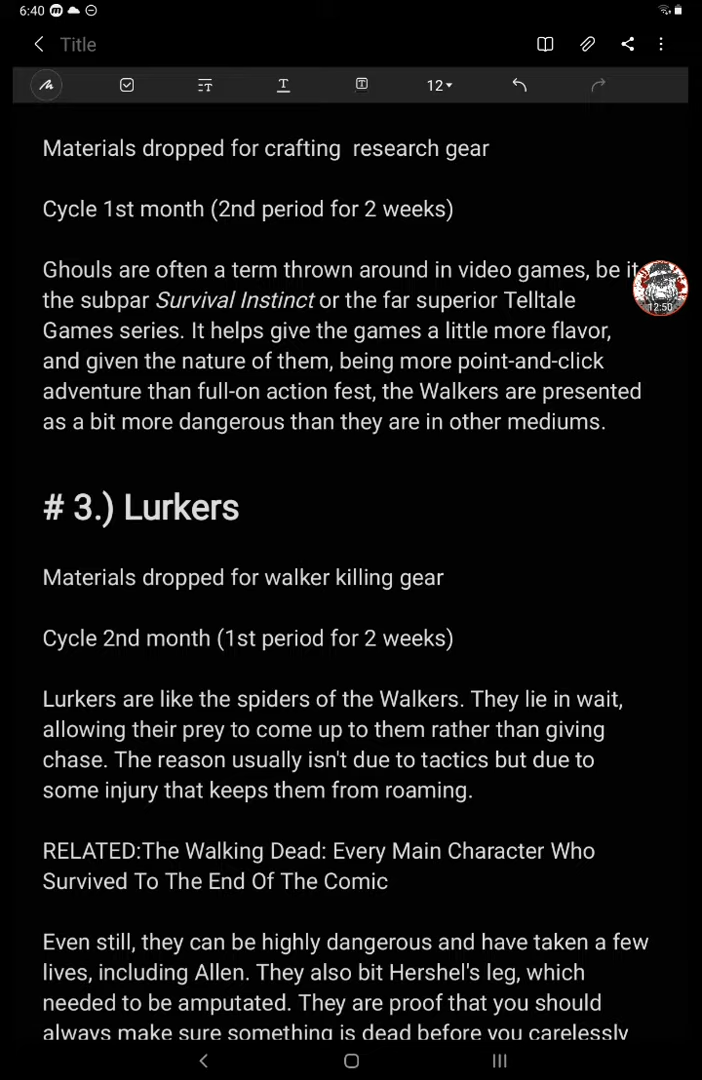 6:40
Title
12
Materials dropped for crafting  research gear
Cycle 1st month (2nd period for 2 weeks)
Ghouls are often a term thrown around in video games, be it
the subpar Survival Instinct or the far superior Telltale
12:50
Games series. It helps give the games a little more flavor,
and given the nature of them, being more point-and-click
adventure than full-on action fest, the Walkers are presented
as a bit more dangerous than they are in other mediums.
# 3.) Lurkers
Materials dropped for walker killing gear
Cycle 2nd month (1st period for 2 weeks)
Lurkers are like the spiders of the Walkers. They lie in wait,
allowing their prey to come up to them rather than giving
chase. The reason usually isn't due to tactics but due to
some injury that keeps them from roaming.
RELATED:The Walking Dead: Every Main Character Who
Survived To The End Of The Comic
Even still, they can be highly dangerous and have taken a few
lives, including Allen. They also bit Hershel's leg, which
needed to be amputated. They are proof that you should
always make sure something is dead before you carelessly